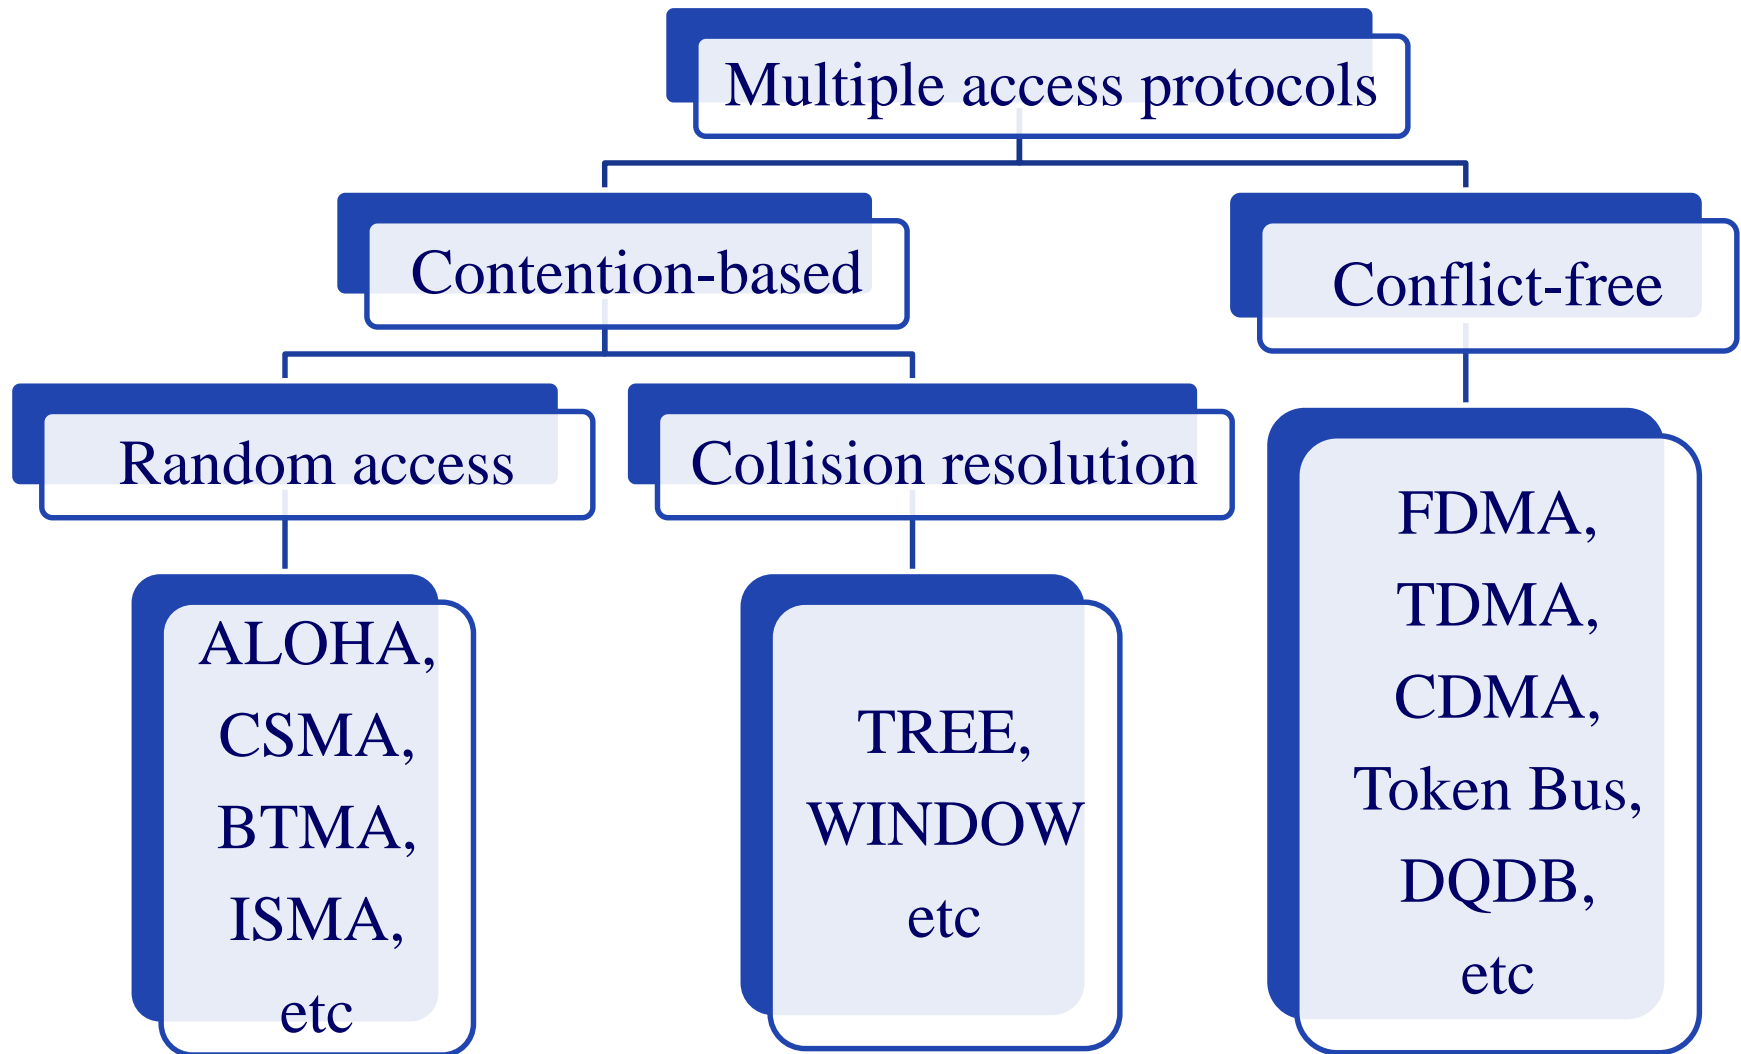 Multiple access protocols
Contention-based
Conflict-free
Random access
Collision resolution
ALOHA,
CSMA,
BTMA,
ISMA,
etc
TREE,
WINDOW
etc
FDMA,
TDMA,
CDMA,
Token Bus,
DQDB,
etc